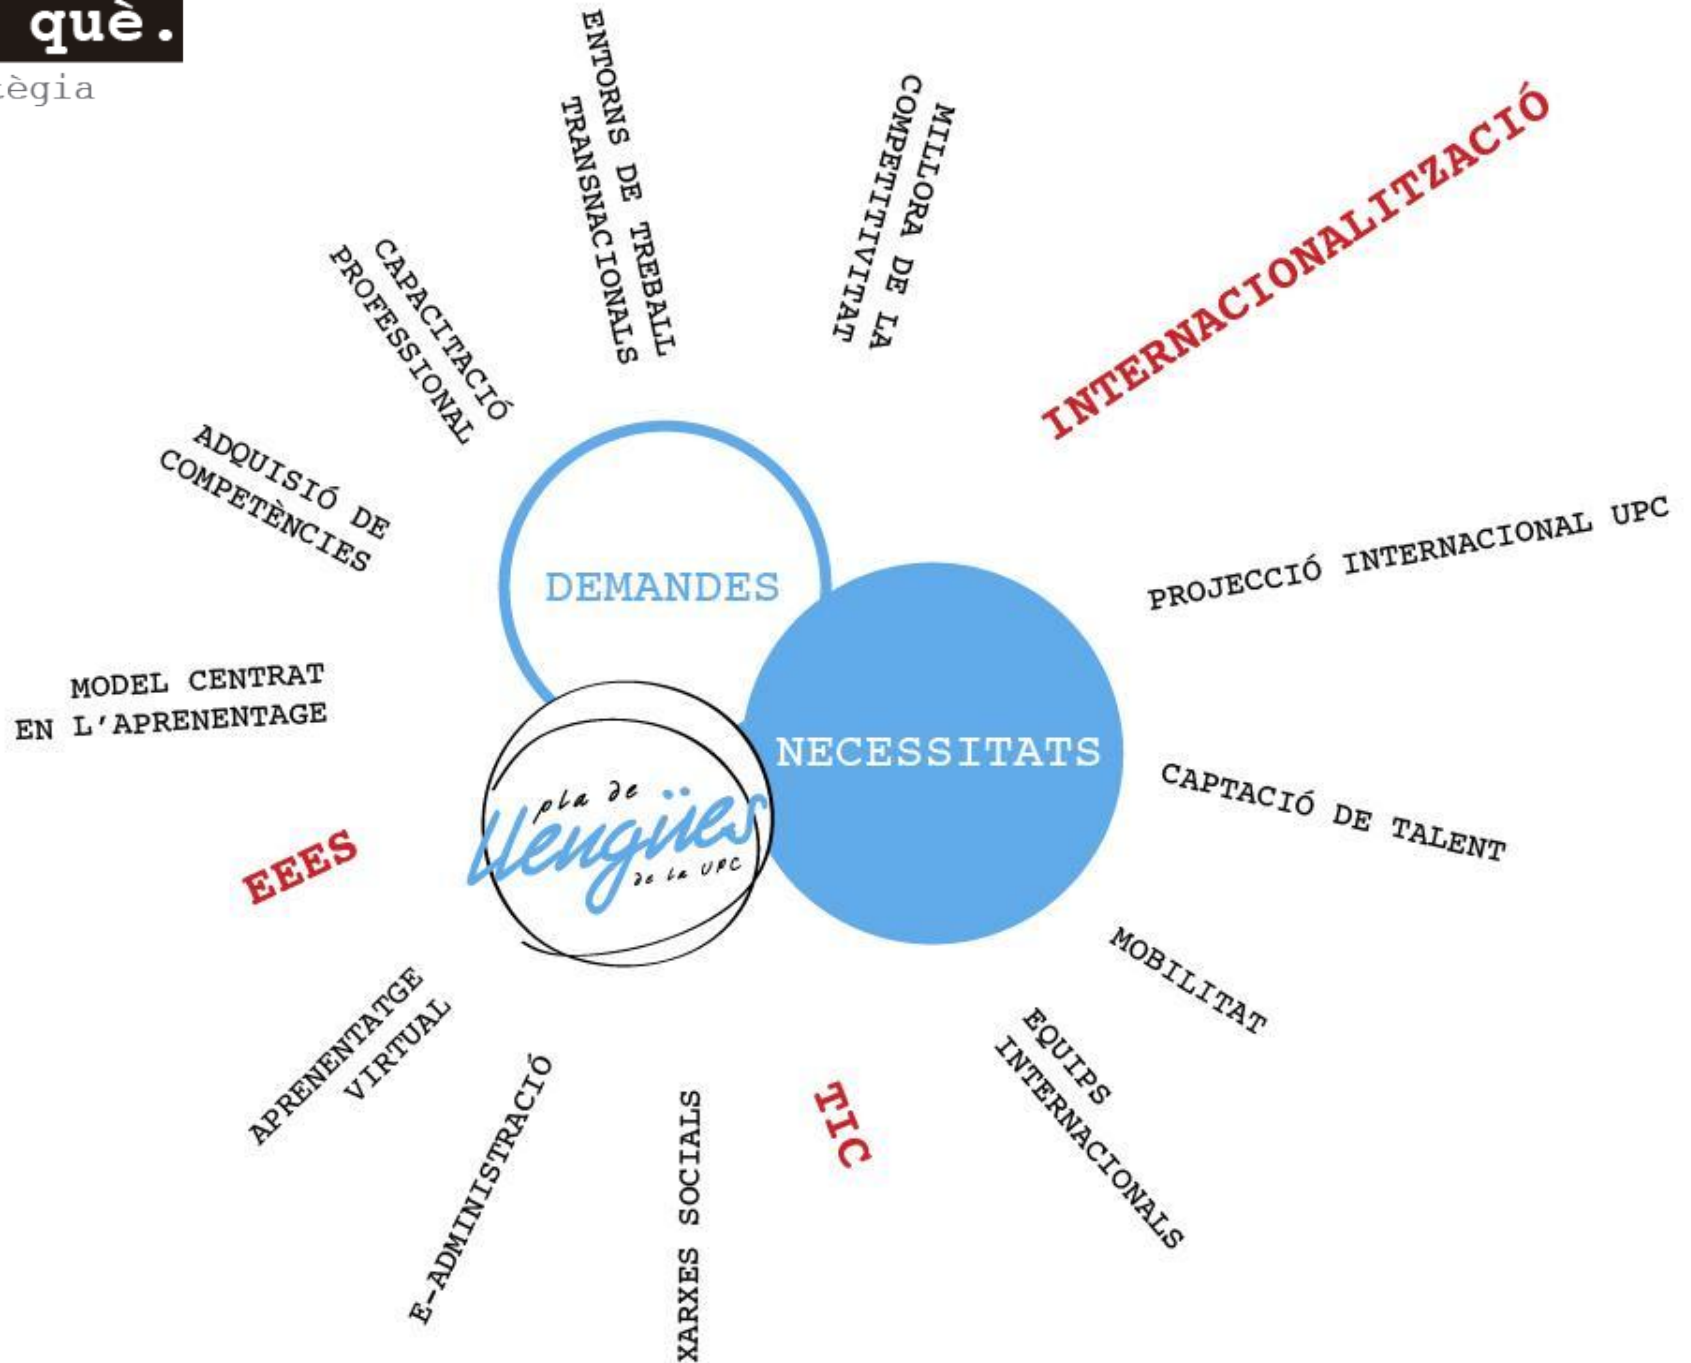 què.
ègia
ENTORNS DE TREBALL
TRANSNACIONALS
MILLORA DE LA
COMPETITIVITAT
INTERNACIONALITZACIÓ
PROJECCIÓ INTERNACIONAL UPC
CAPTACIÓ DE TALENT
MOBILITAT
EQUIPS
INTERNACIONALS
TIC
XARXES SOCIALS
E-ADMINISTRACIÓ
APRENENTATGE
VIRTUAL
EEES
MODEL CENTRAT
EN L'APRENENTAGE
ADQUISIÓ DE
COMPETÈNCIES
CAPACITACIÓ
PROFESSIONAL
DEMANDES
NECESSITATS
pla de
llengües
de la UPC